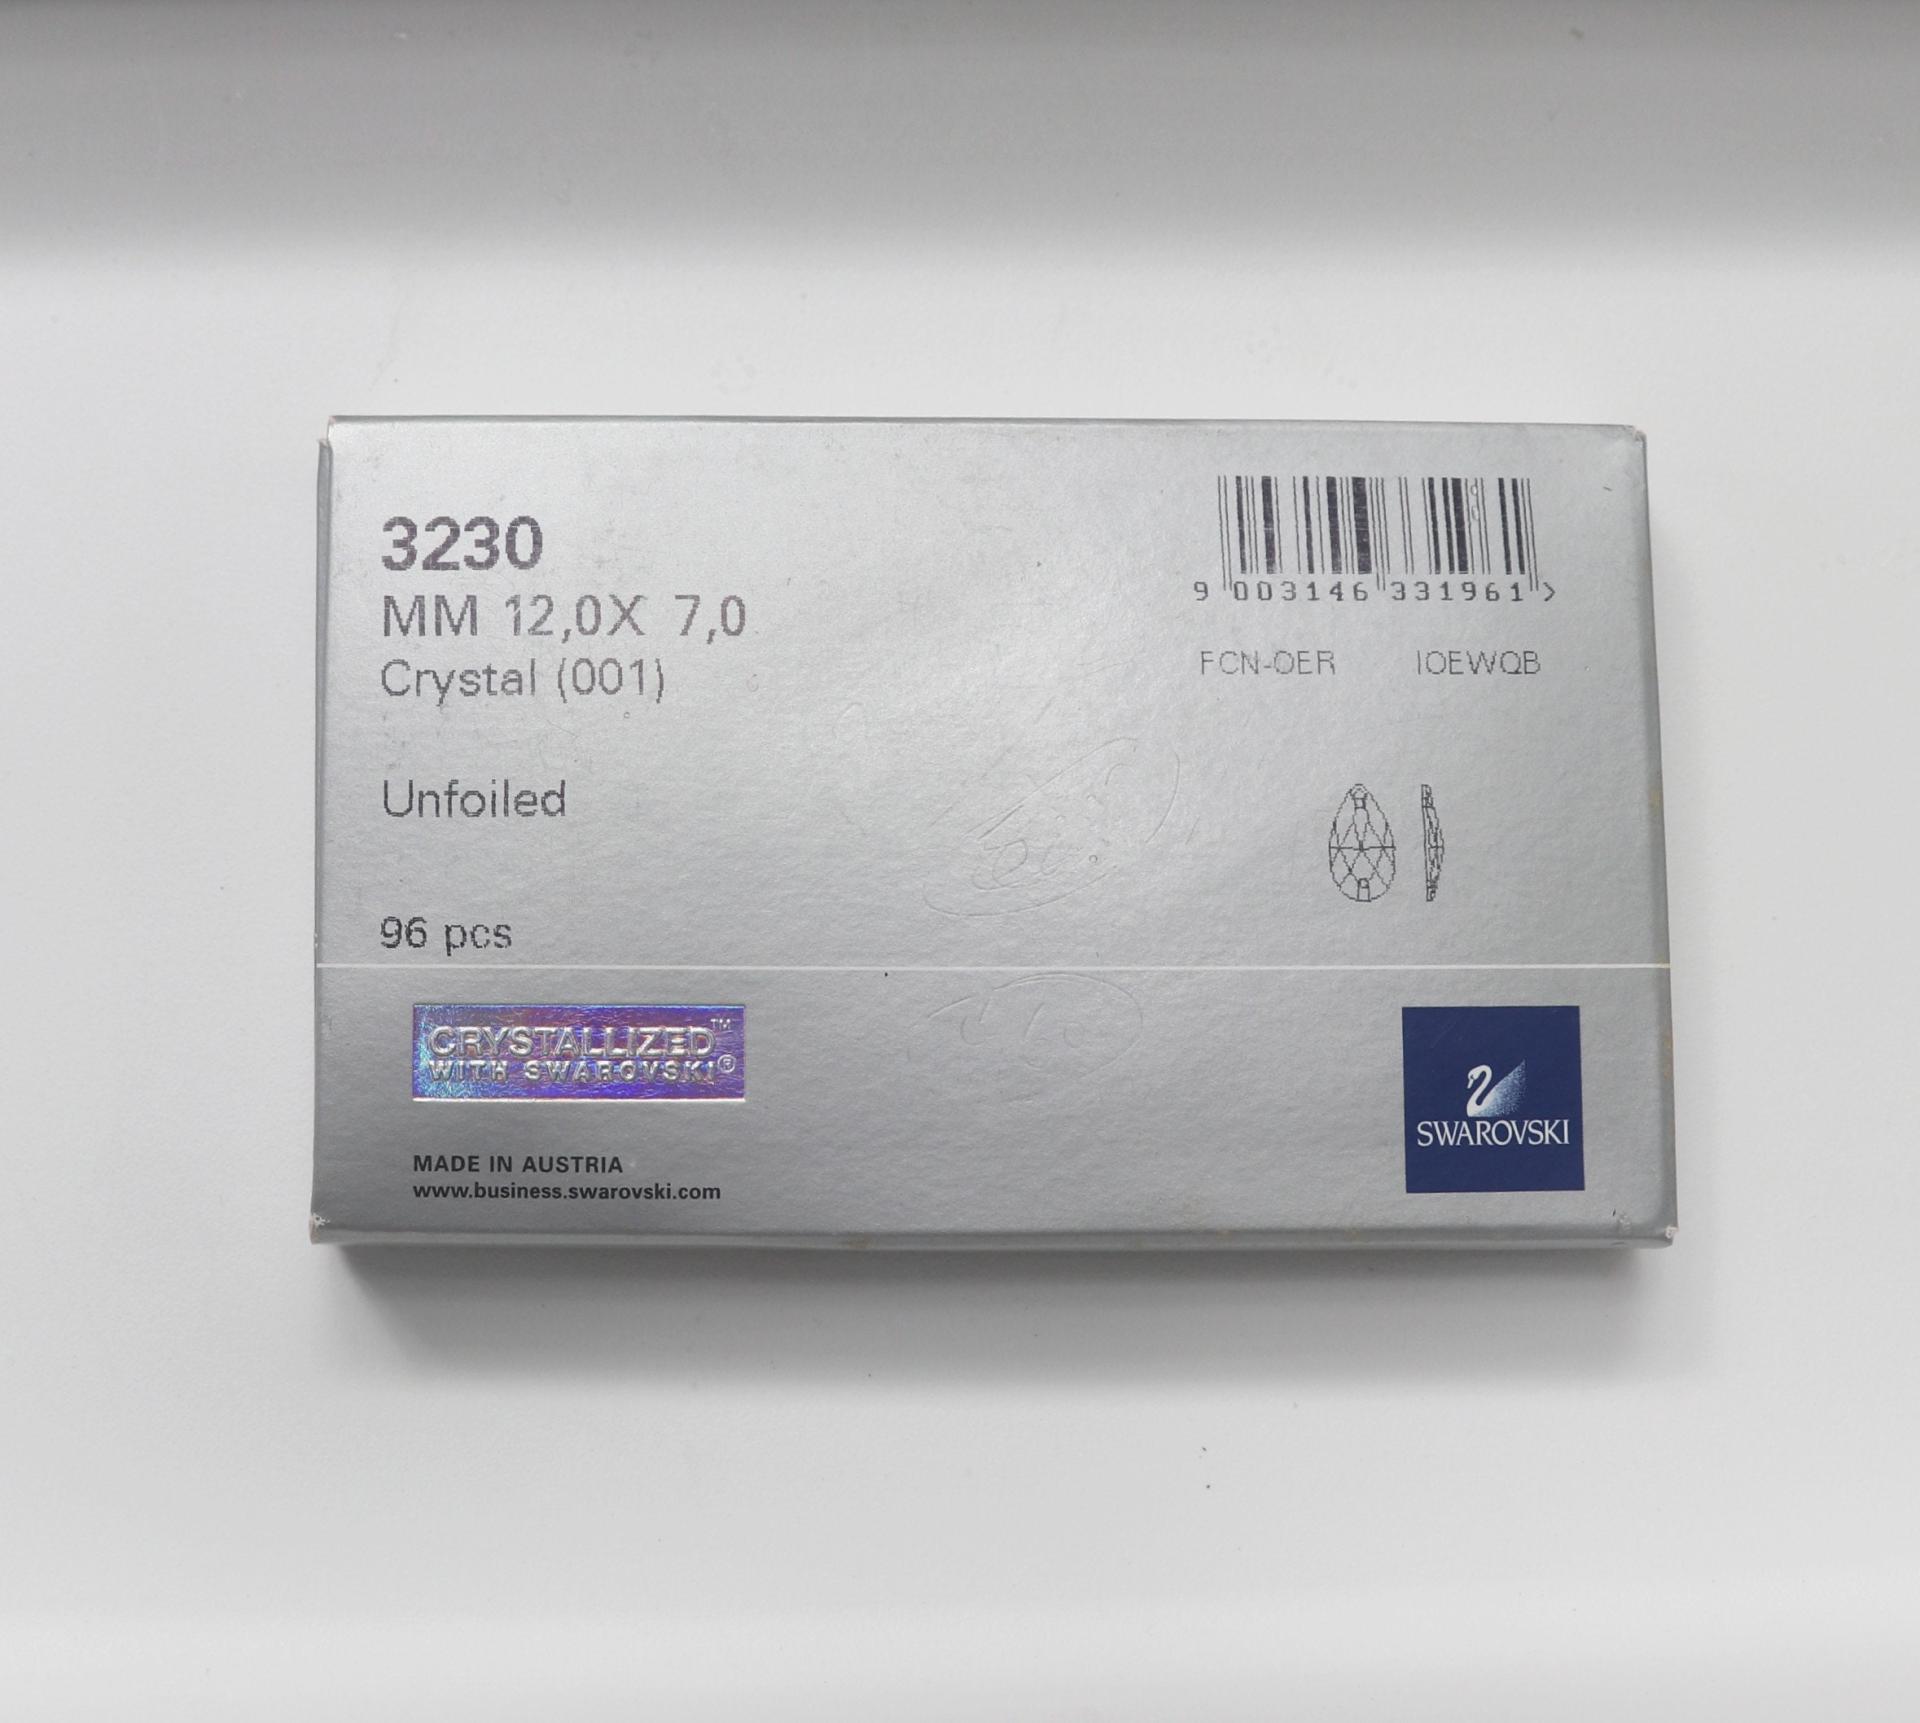 3230
MM 12,0X 7,0
Crystal (001)
Unfoiled
96 pcs
9 003146 331961 >
FCN-OER IOEWQB
CRYSTALLIZED™
WITH SWAROVSKI®
MADE IN AUSTRIA
www.business.swarovski.com
SWAROVSKI